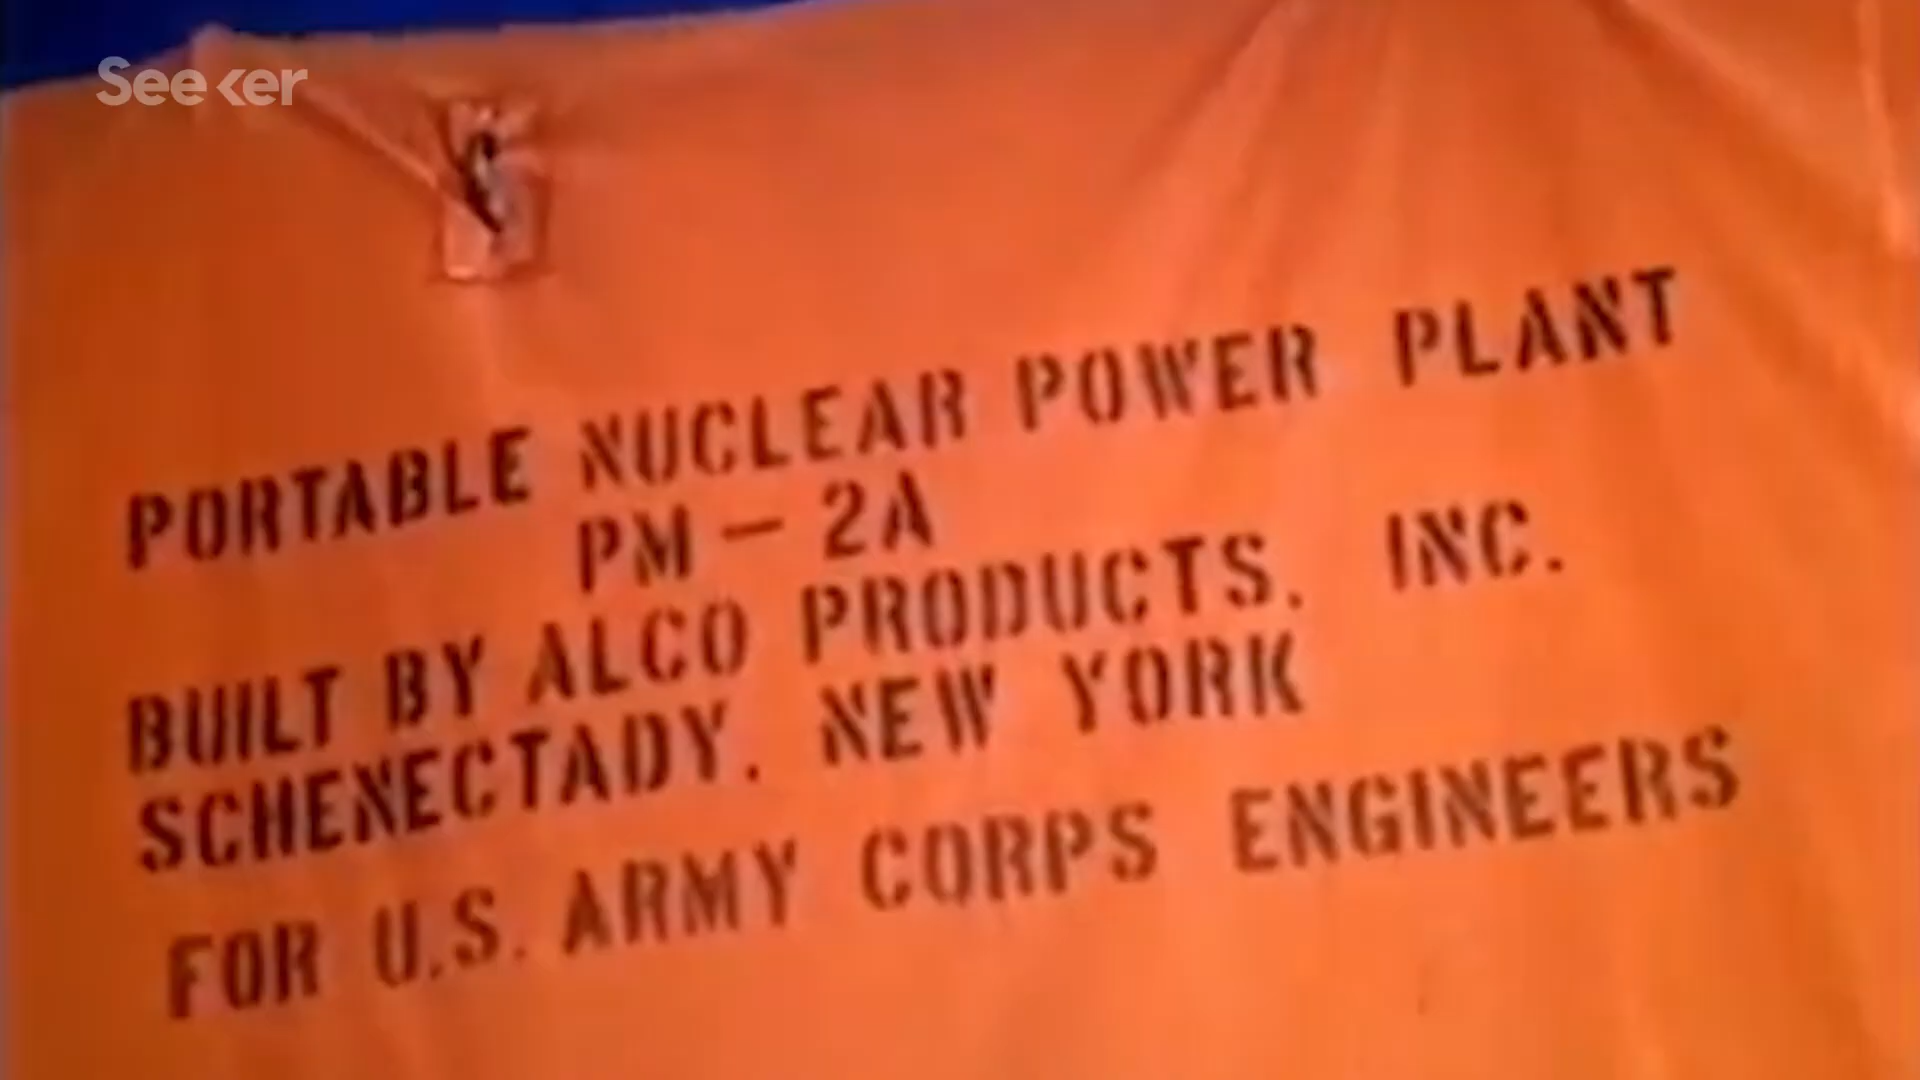 Seeker
PORTABLE NUCLEAR POWER PLANT
PM - 2A
BUILT BY ALCO PRODUCTS. INC.
SCHENECTADY. NEW YORK
FOR U.S. ARMY CORPS ENGINEERS